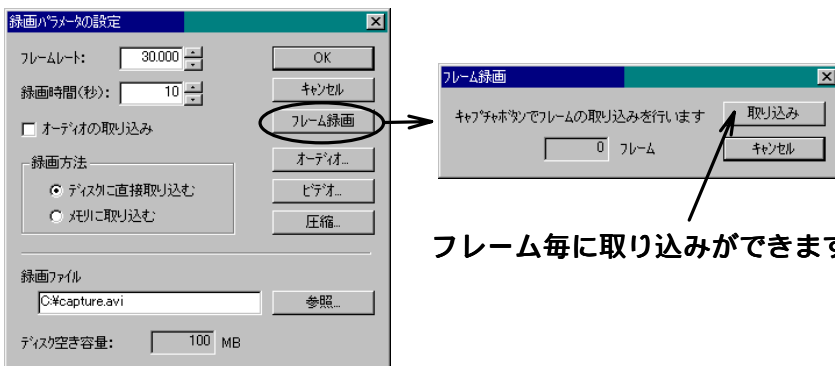 録画パラメータの設定
フレームレート: 30.000
録画時間(秒): 10
オーディオの取り込み
録画方法
ディスクに直接取り込む
メモリに取り込む
OK
キャンセル
フレーム録画
オーディオ...
ビデオ...
圧縮...
録画ファイル
C:¥capture.avi
参照...
ディスク空き容量: 100 MB
フレーム録画
キャプチャボタンでフレームの取り込みを行います
0 フレーム
取り込み
キャンセル
フレーム毎に取り込みができます